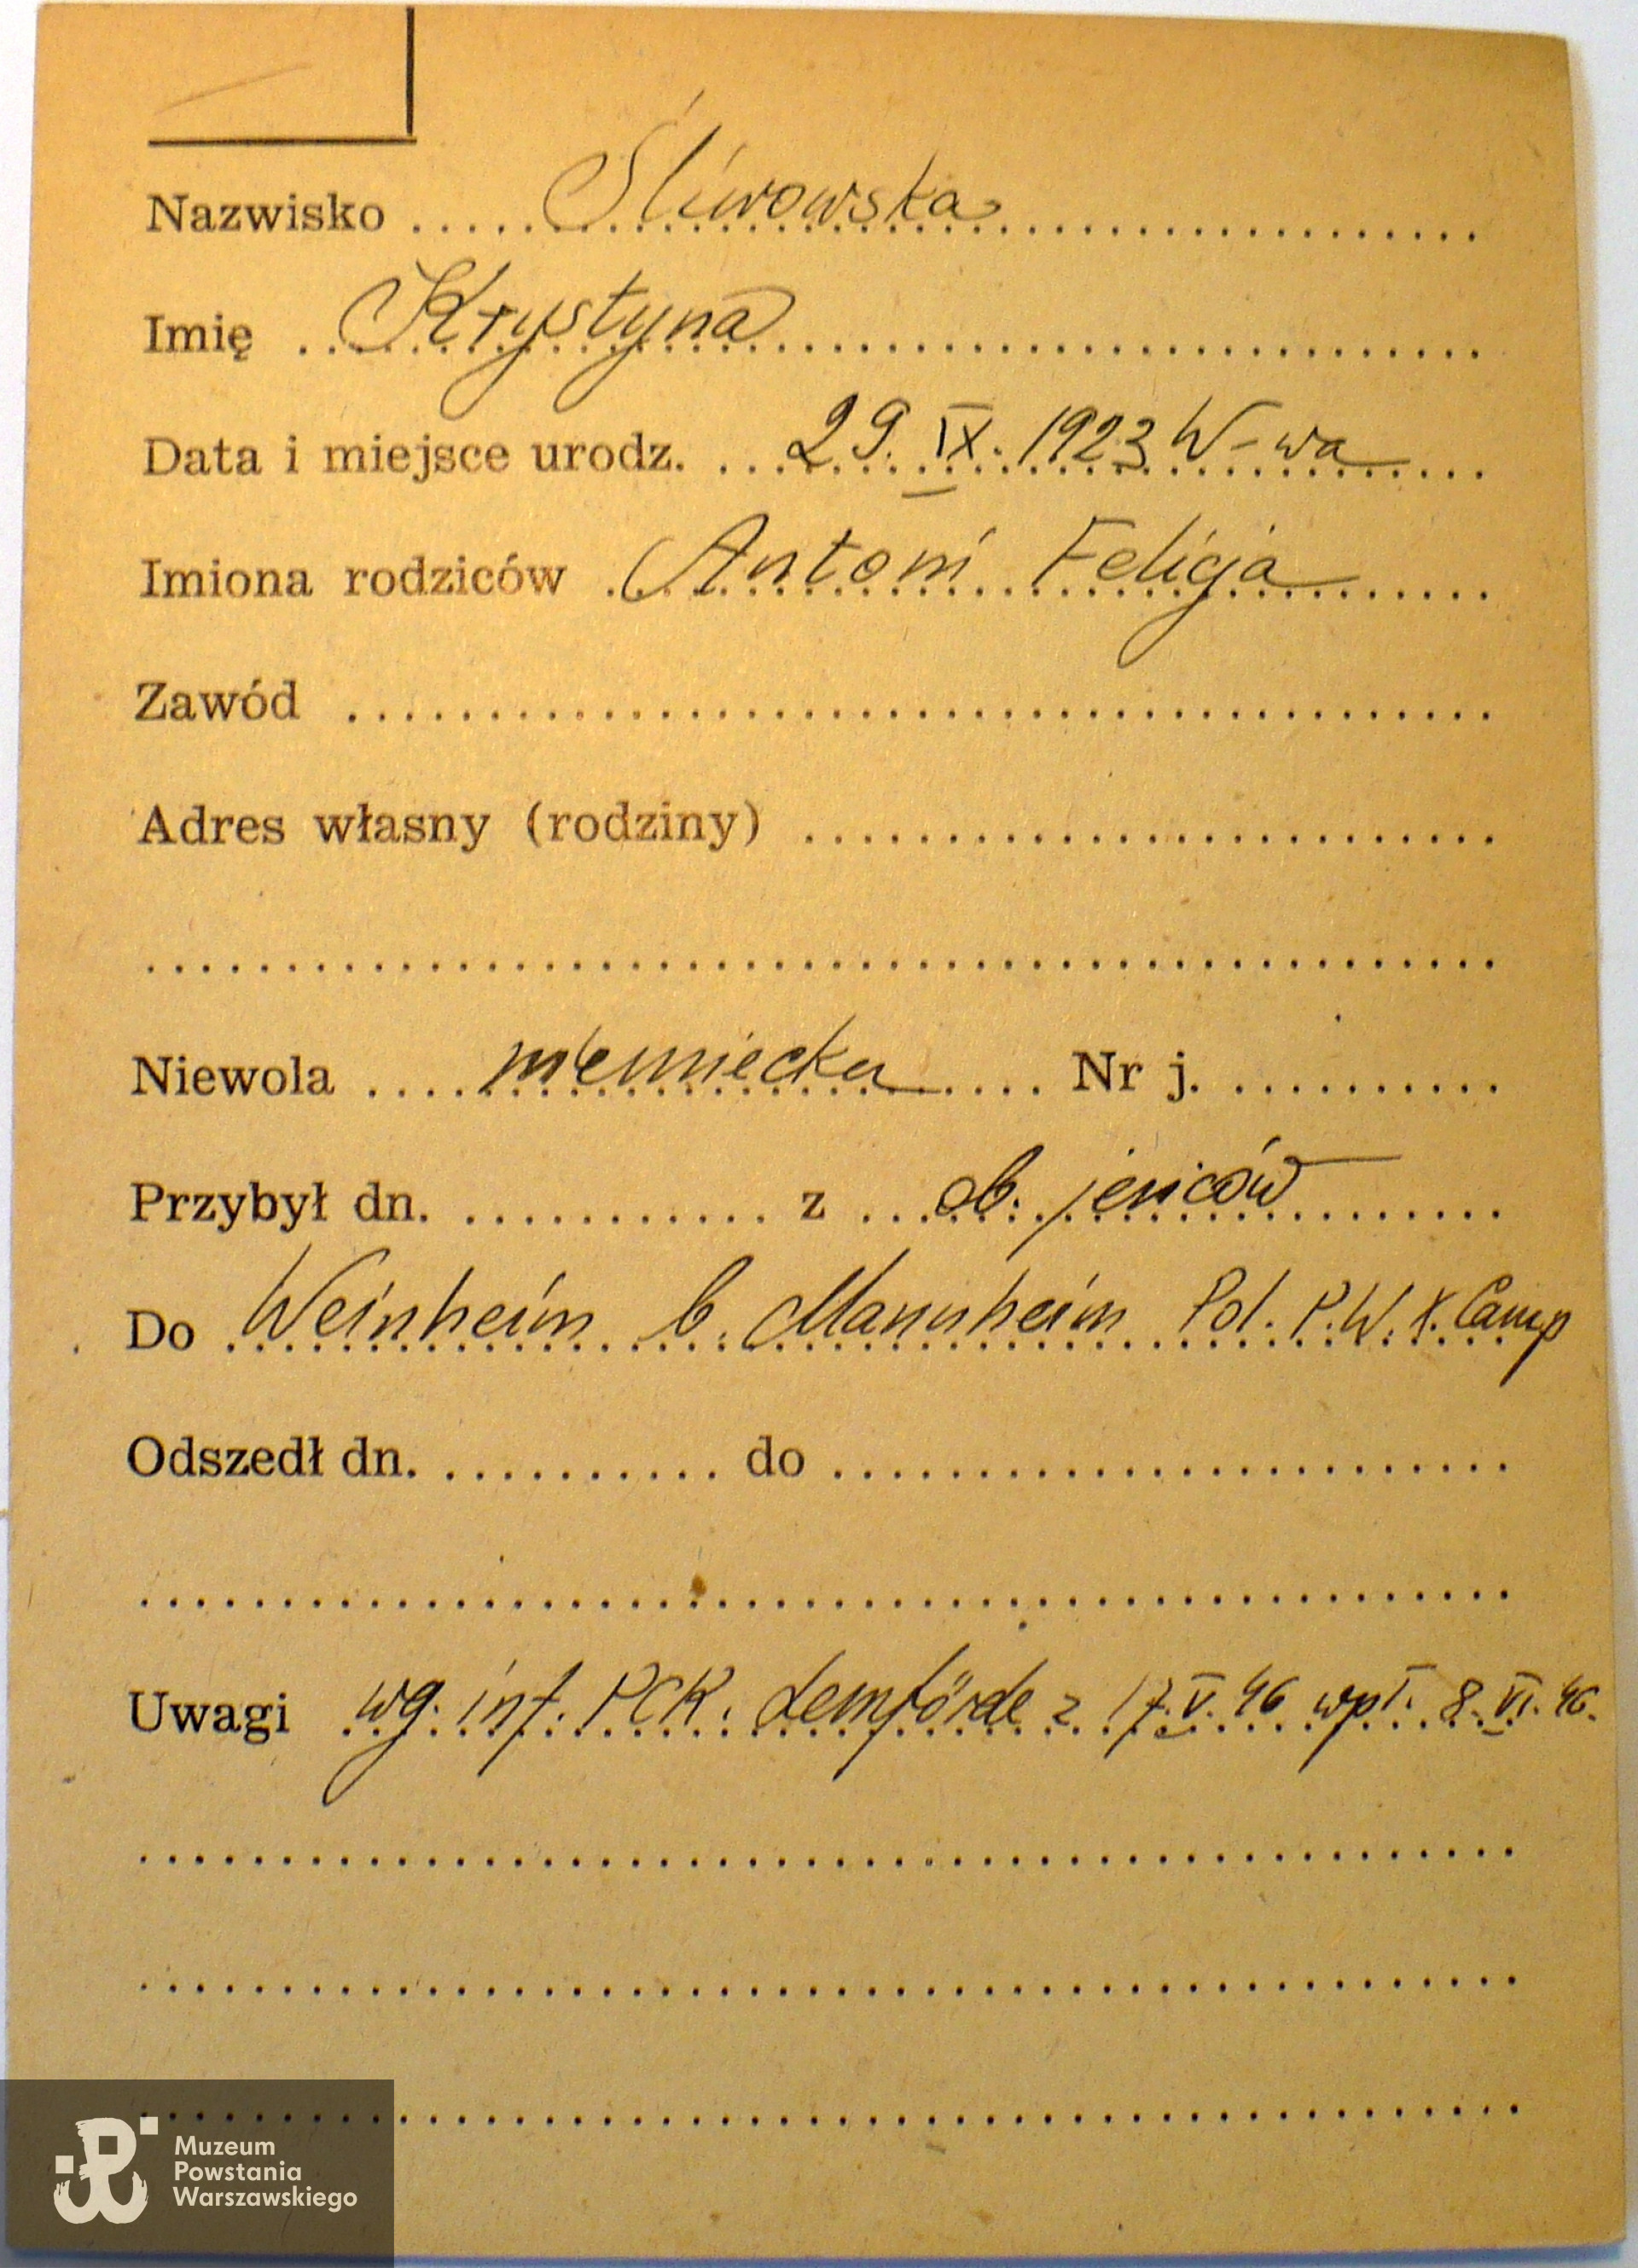 Nazwisko ..... Śliwowska
Imię .. Krystyna
Data i miejsce urodz. ... 29. IX. 1923 W-wa
Imiona rodziców . Antoni Felicja
Zawód
Adres własny (rodziny)
Niewola .... niemiecka .... Nr j.
Przybył dn. ............ z ... ob. jeńców
Do Weinheim b. Mannheim Pol. P.W.X. Camp
Odszedł dn. ........... do
Uwagi wg. inf. PCK. Lemförde z 17.V.46 wpł. 8.VI.46.
Muzeum
Powstania
Warszawskiego